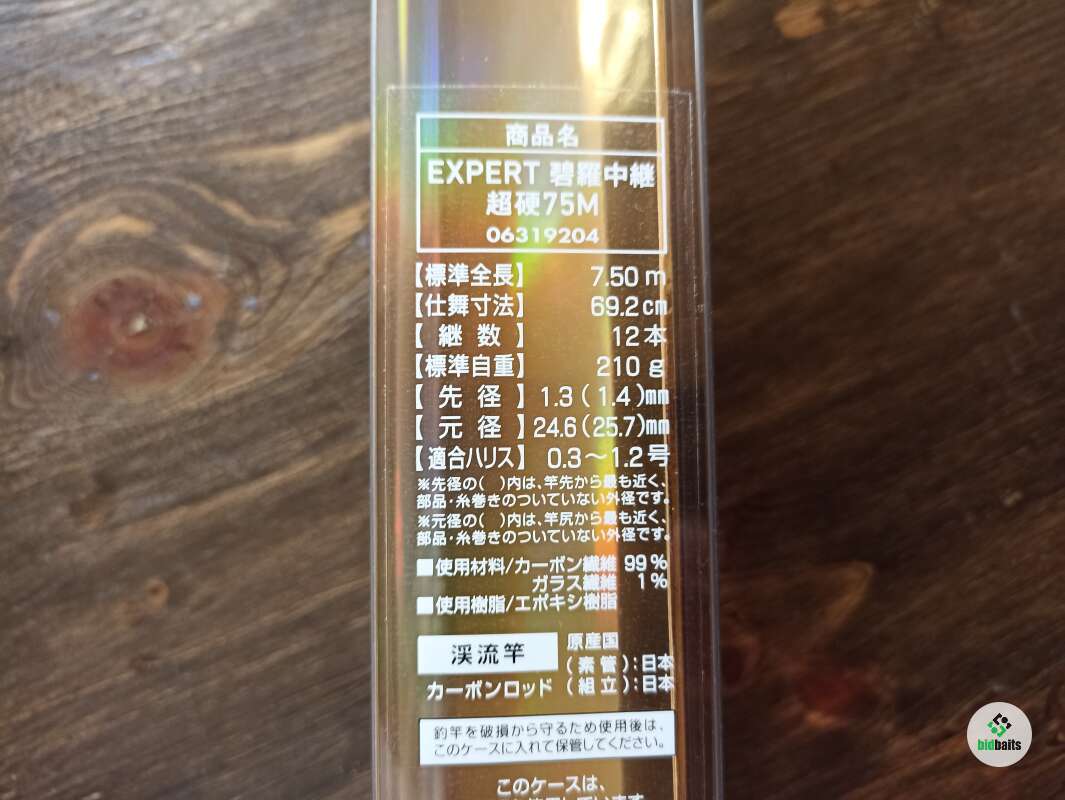 商品名
EXPERT 碧羅中継
超硬75M
06319204
【標準全長】 7.50 m
【仕舞寸法】 69.2cm
【 継 数 】 12本
【標準自重】 210 g
【 先 径 】 1.3 ( 1.4 )mm
【 元 径 】 24.6 (25.7)mm
【適合ハリス】 0.3～1.2号
※先径の( )内は、竿先から最も近く、
部品・糸巻きのついていない外径です。
※元径の( )内は、竿尻から最も近く、
部品・糸巻きのついていない外径です。
■使用材料/カーボン繊維 99%
ガラス繊維 1%
■使用樹脂/エポキシ樹脂
渓流竿
カーボンロッド
原産国
(素管):日本
(組立):日本
釣竿を破損から守るため使用後は、
このケースに入れて保管してください。
このケースは、
bidbaits